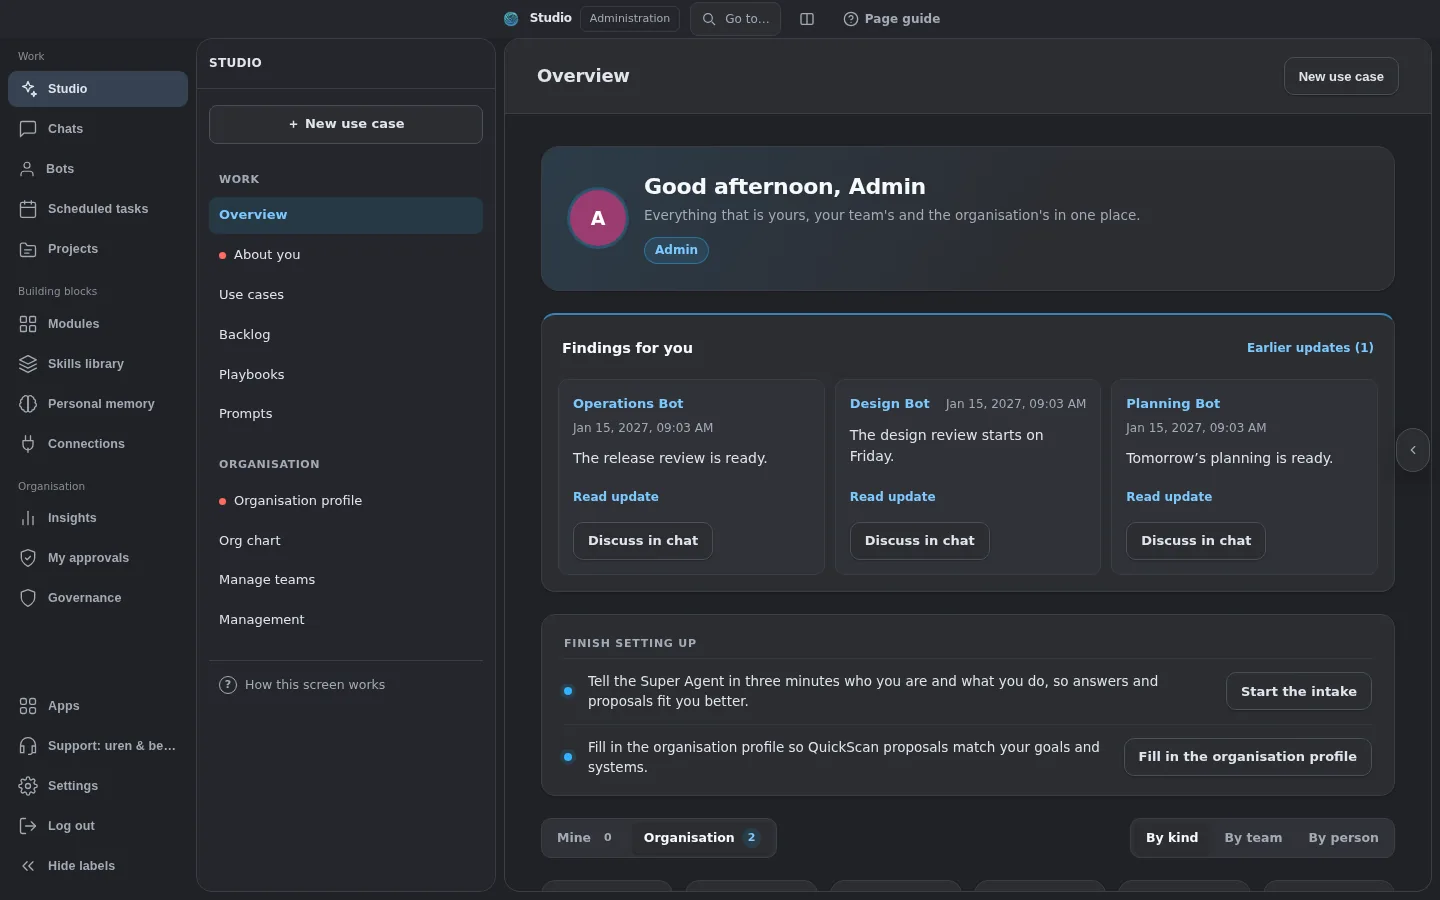 Studio
Administration
Go to...
Page guide
Work
Studio
Chats
Bots
Scheduled tasks
Projects
Building blocks
Modules
Skills library
Personal memory
Connections
Organisation
Insights
My approvals
Governance
Apps
Support: uren & be...
Settings
Log out
Hide labels
STUDIO
+ New use case
WORK
Overview
About you
Use cases
Backlog
Playbooks
Prompts
ORGANISATION
Organisation profile
Org chart
Manage teams
Management
? How this screen works
Overview
New use case
A
Good afternoon, Admin
Everything that is yours, your team's and the organisation's in one place.
Admin
Findings for you
Earlier updates (1)
Operations Bot
Jan 15, 2027, 09:03 AM
The release review is ready.
Read update
Discuss in chat
Design Bot Jan 15, 2027, 09:03 AM
The design review starts on
Friday.
Read update
Discuss in chat
Planning Bot
Jan 15, 2027, 09:03 AM
Tomorrow’s planning is ready.
Read update
Discuss in chat
FINISH SETTING UP
Tell the Super Agent in three minutes who you are and what you do, so answers and
proposals fit you better.
Start the intake
Fill in the organisation profile so QuickScan proposals match your goals and
systems.
Fill in the organisation profile
Mine 0 Organisation 2
By kind By team By person